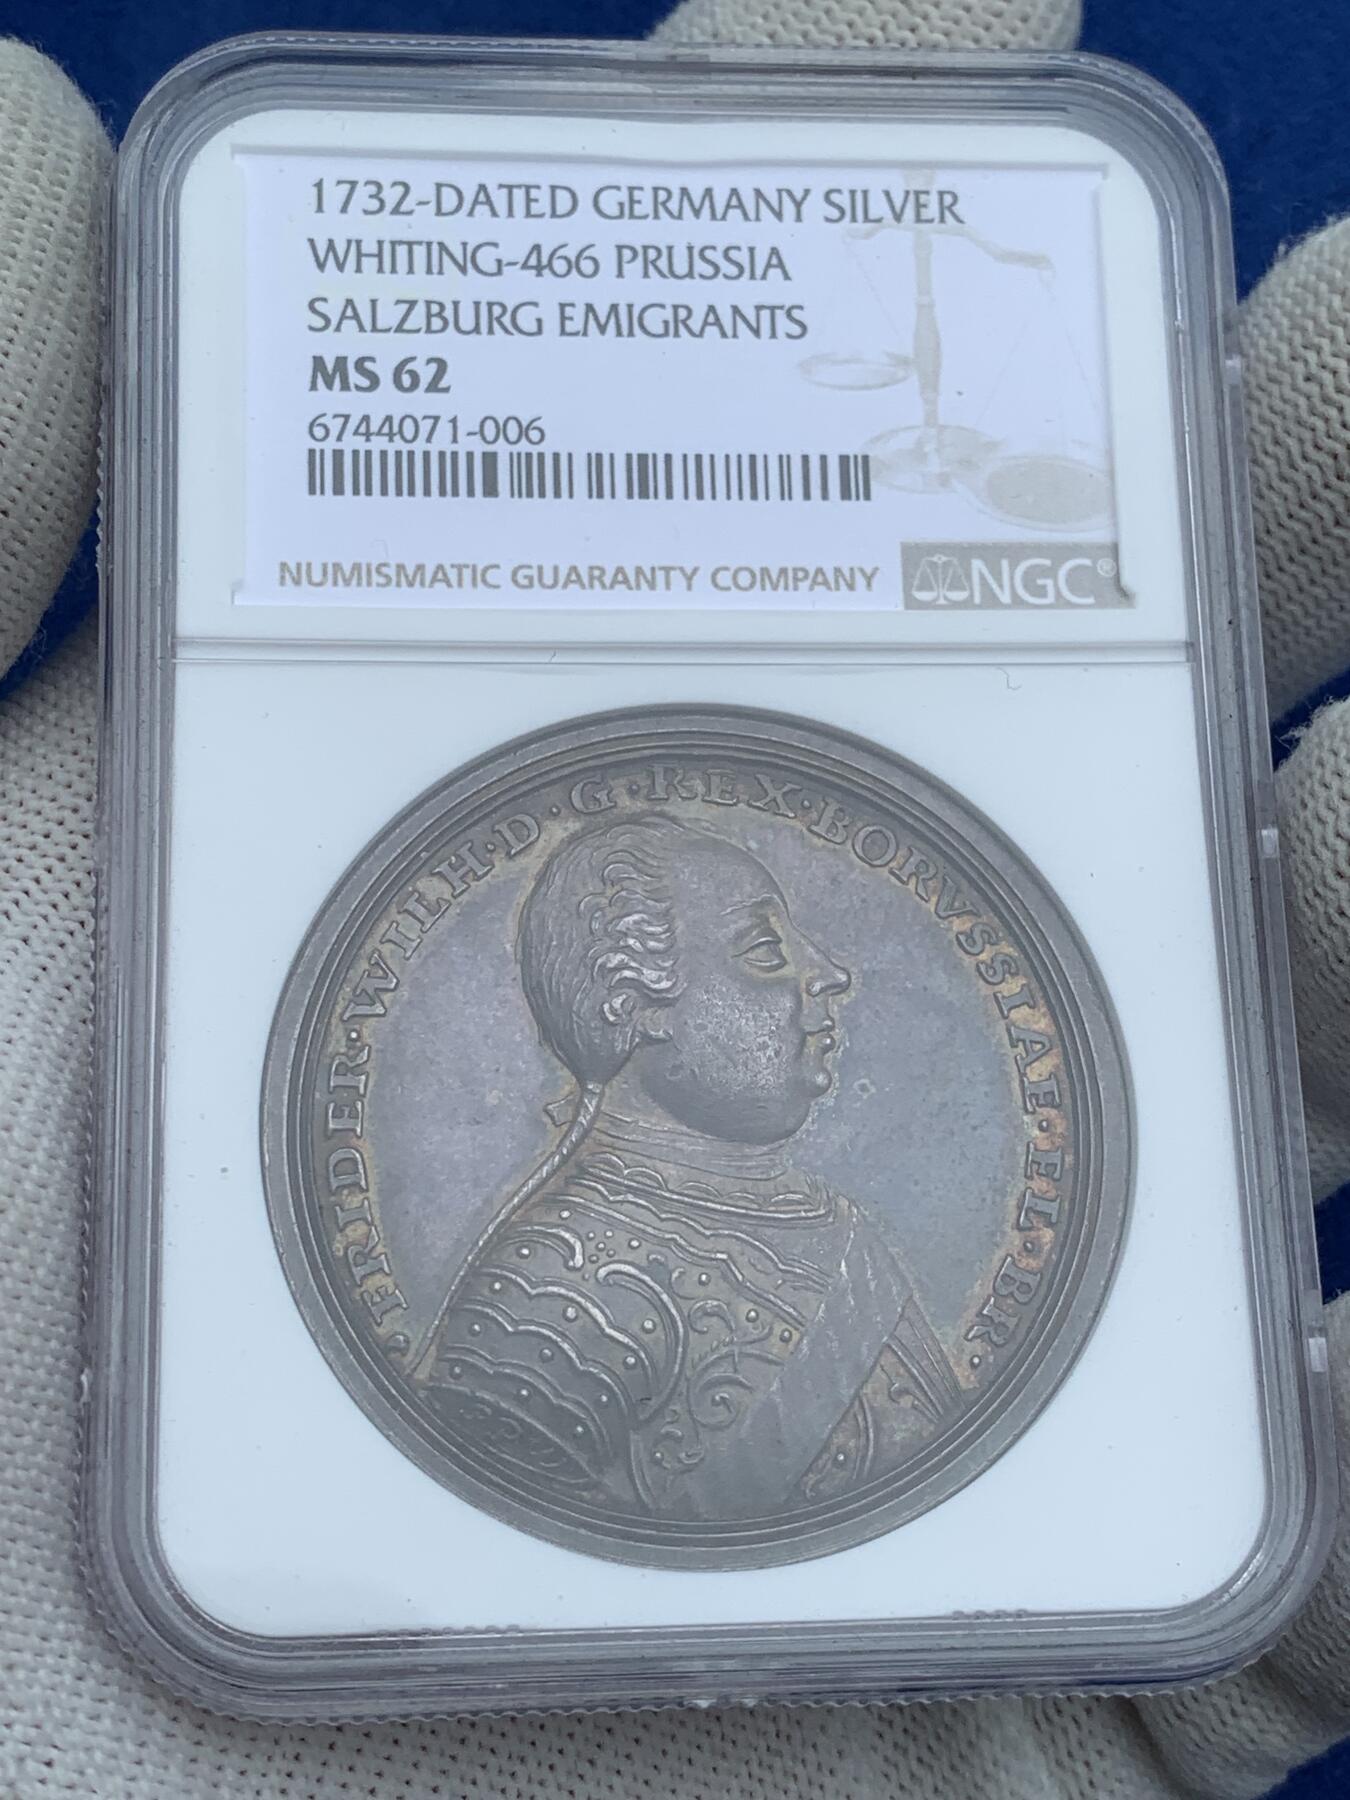 1732-DATED GERMANY SILVER
WHITING-466 PRUSSIA
SALZBURG EMIGRANTS
MS 62
6744071-006
NUMISMATIC GUARANTY COMPANY NGC®
FRIDER·WILH·D·G·REX·BORVSSIAE·EL·BR·